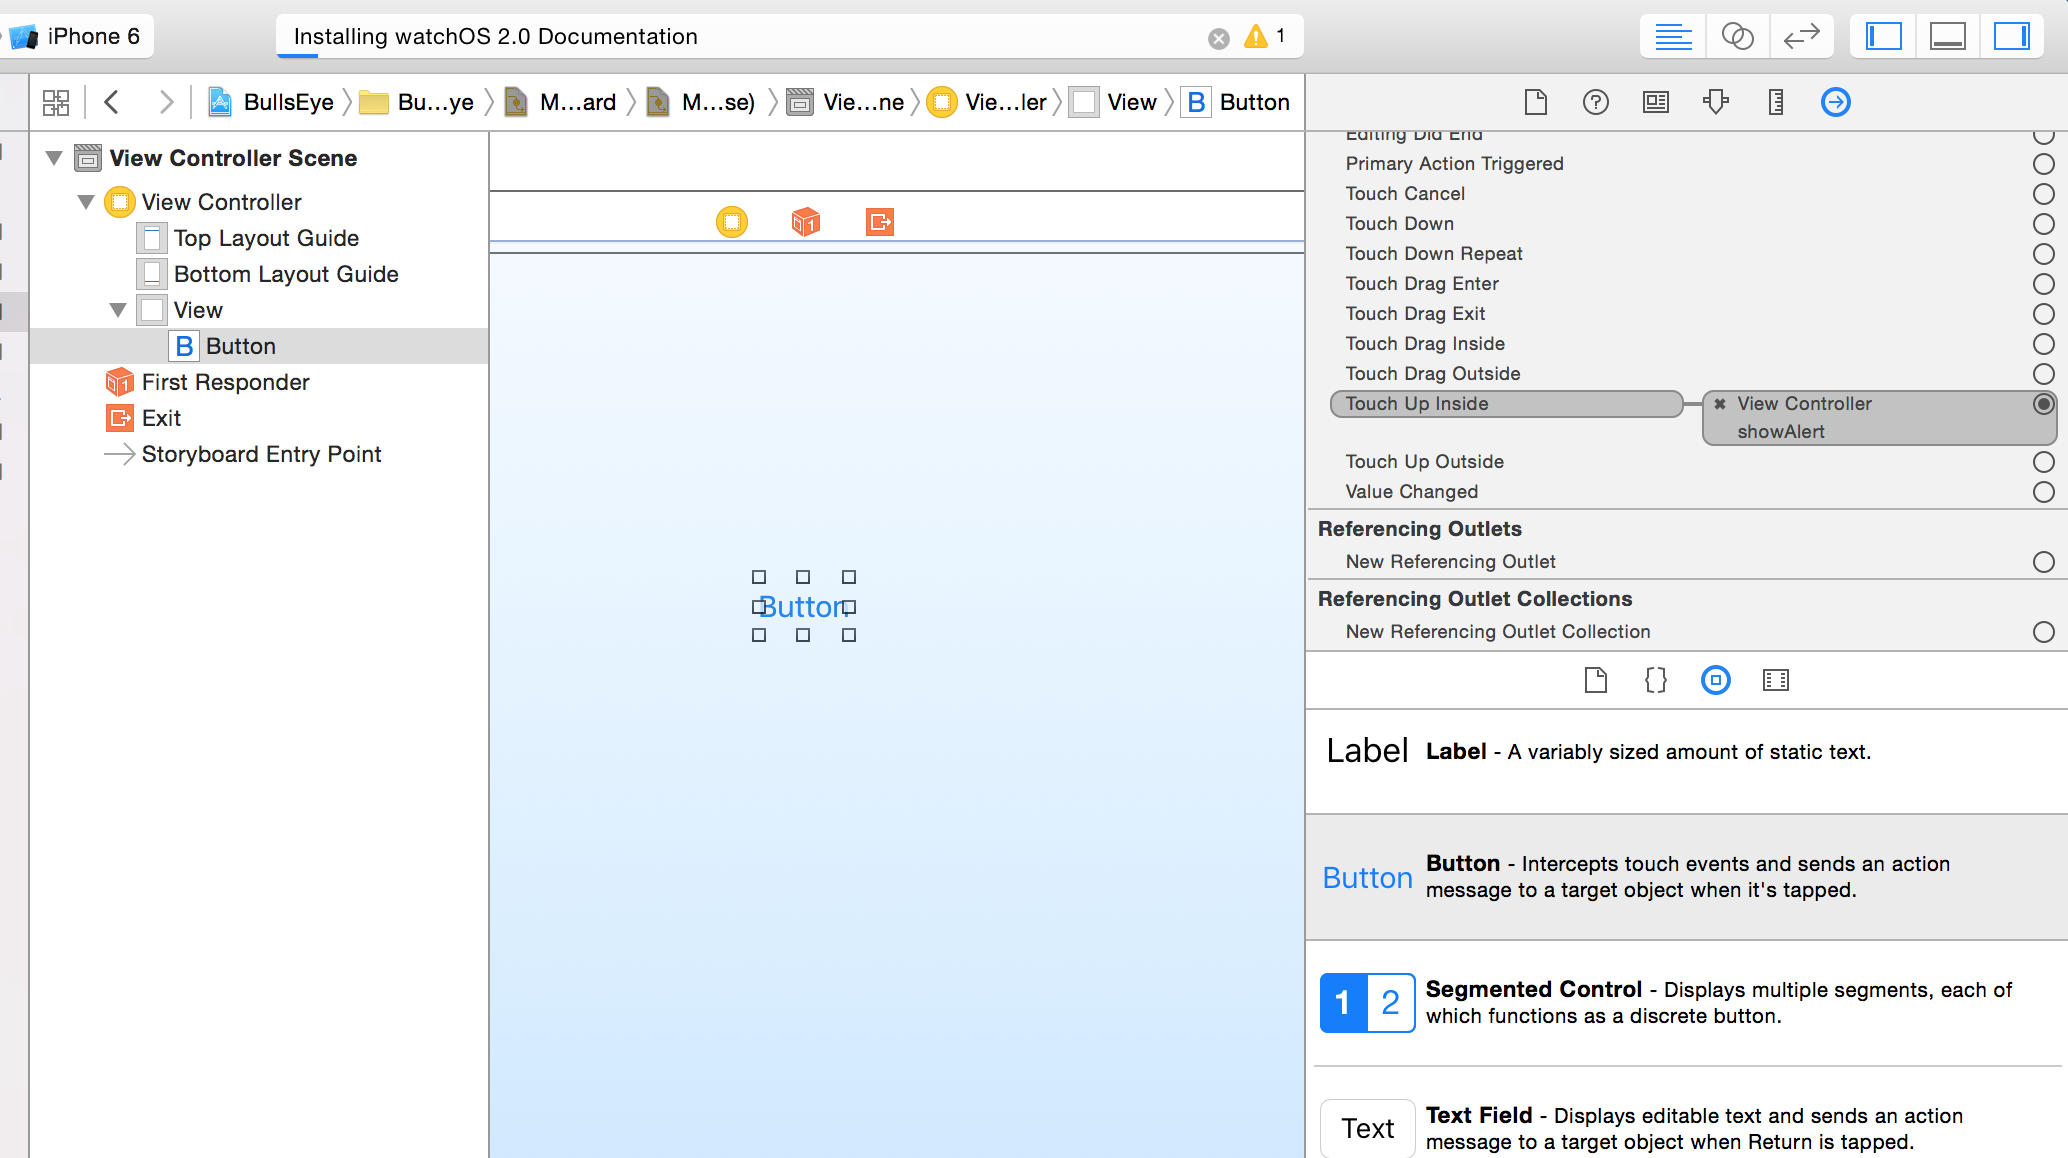 iPhone 6
Installing watchOS 2.0 Documentation
1
BullsEye
Bu...ye
M...ard
M...se)
Vie...ne
Vie...ler
View
B
Button
View Controller Scene
View Controller
Top Layout Guide
Bottom Layout Guide
View
B Button
First Responder
Exit
Storyboard Entry Point
Button
Editing Did End
Primary Action Triggered
Touch Cancel
Touch Down
Touch Down Repeat
Touch Drag Enter
Touch Drag Exit
Touch Drag Inside
Touch Drag Outside
Touch Up Inside
View Controller
showAlert
Touch Up Outside
Value Changed
Referencing Outlets
New Referencing Outlet
Referencing Outlet Collections
New Referencing Outlet Collection
{}
Label
Label - A variably sized amount of static text.
Button
Button - Intercepts touch events and sends an action
message to a target object when it's tapped.
1 2
Segmented Control - Displays multiple segments, each of
which functions as a discrete button.
Text
Text Field - Displays editable text and sends an action
message to a target object when Return is tapped.